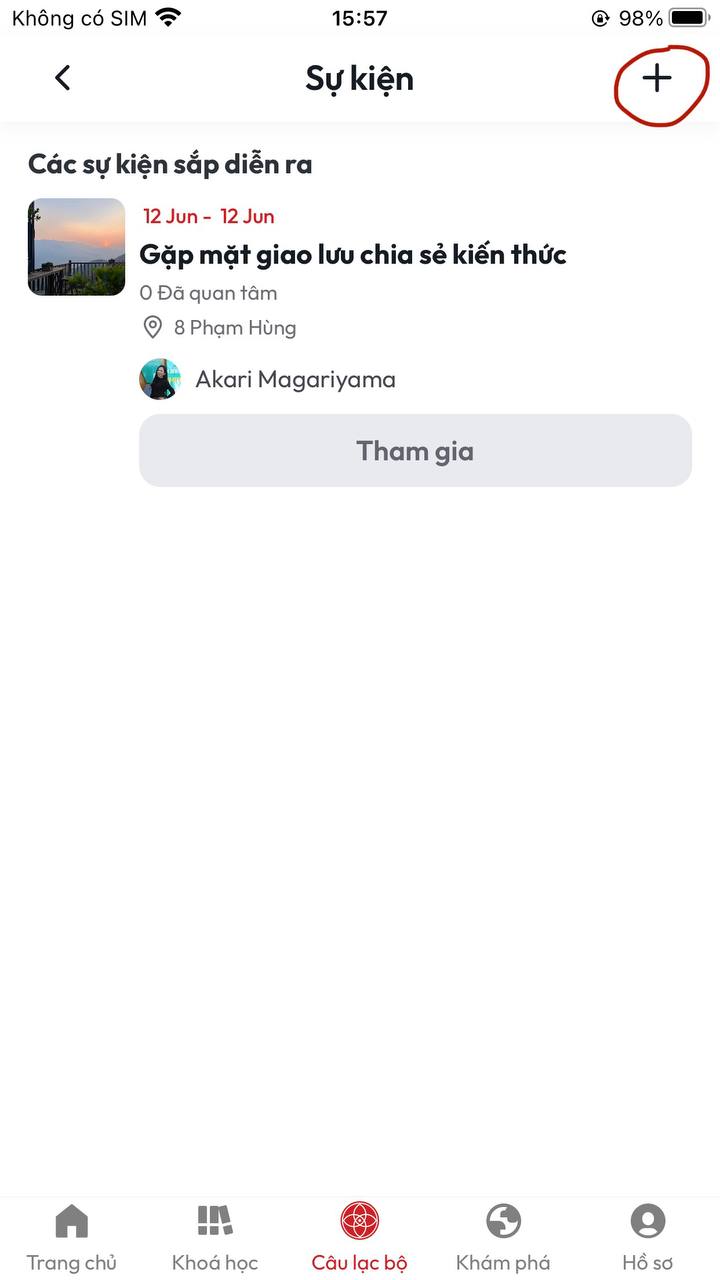 Không có SIM 15:57 98%
Sự kiện
Các sự kiện sắp diễn ra
12 Jun - 12 Jun
Gặp mặt giao lưu chia sẻ kiến thức
0 Đã quan tâm
8 Phạm Hùng
Akari Magariyama
Tham gia
Trang chủ Khoá học Câu lạc bộ Khám phá Hồ sơ